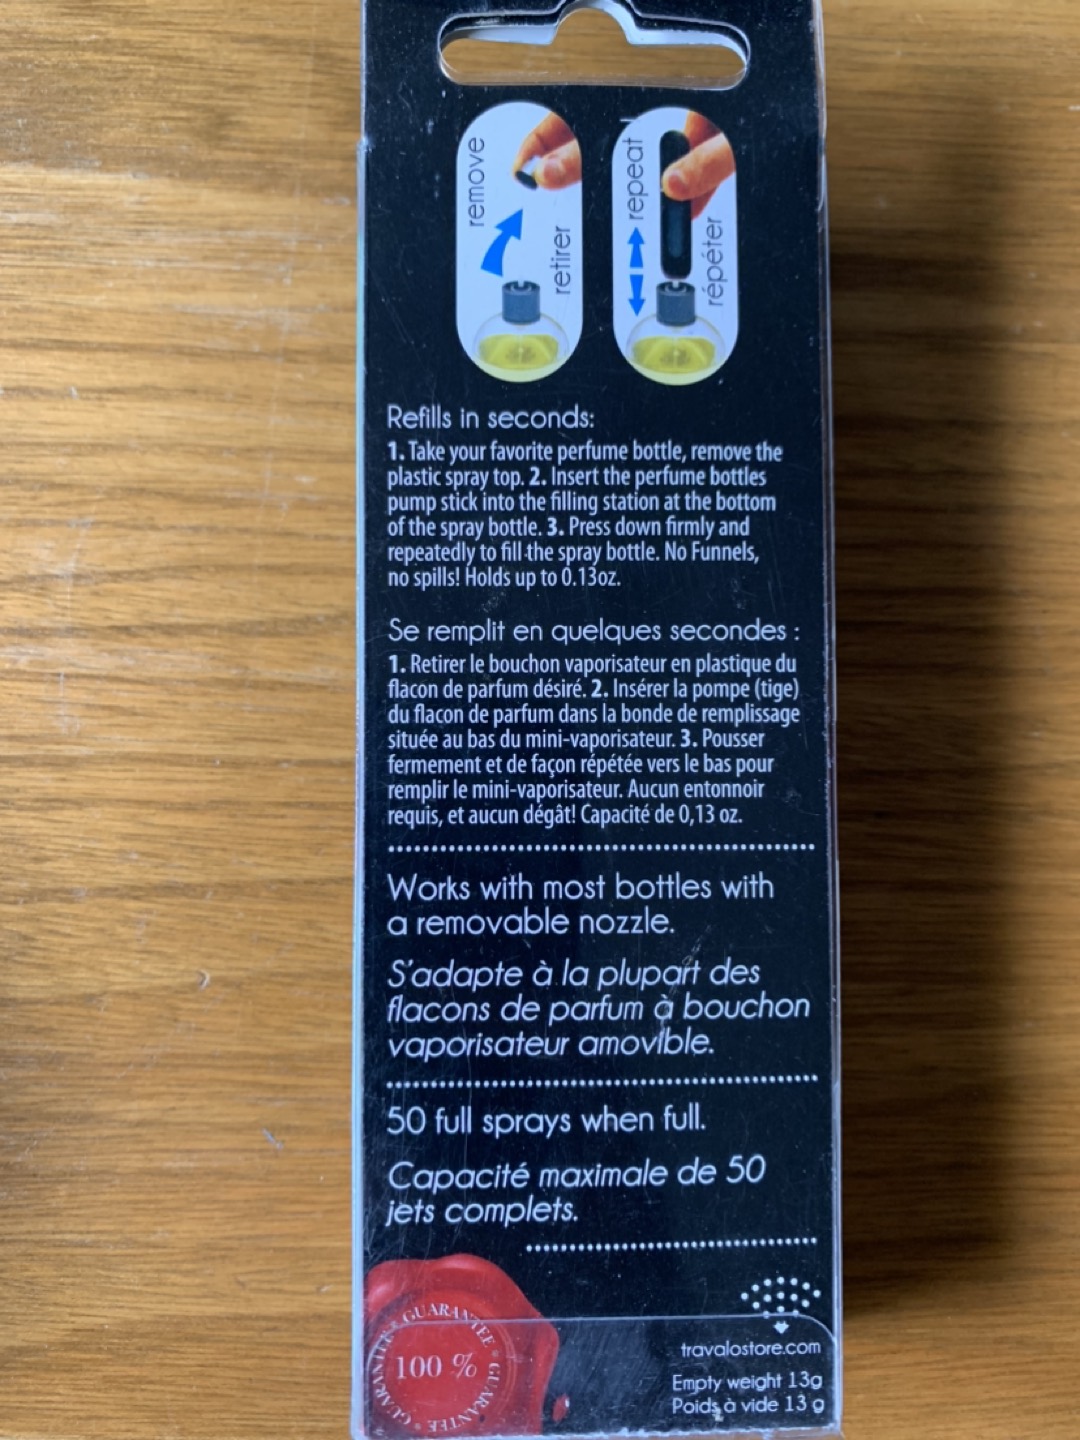 remove
retirer
repeat
répéter
Refills in seconds:
1. Take your favorite perfume bottle, remove the
plastic spray top. 2. Insert the perfume bottles
pump stick into the filling station at the bottom
of the spray bottle. 3. Press down firmly and
repeatedly to fill the spray bottle. No Funnels,
no spills! Holds up to 0.13oz.
Se remplit en quelques secondes :
1. Retirer le bouchon vaporisateur en plastique du
flacon de parfum désiré. 2. Insérer la pompe (tige)
du flacon de parfum dans la bonde de remplissage
située au bas du mini-vaporisateur. 3. Pousser
fermement et de façon répétée vers le bas pour
remplir le mini-vaporisateur. Aucun entonnoir
requis, et aucun dégât! Capacité de 0,13 oz.
Works with most bottles with
a removable nozzle.
S'adapte à la plupart des
flacons de parfum à bouchon
vaporisateur amovible.
50 full sprays when full.
Capacité maximale de 50
jets complets.
GUARANTEE * GUARANTEE * GUARANTEE * GUARANTEE
100 %
travalostore.com
Empty weight 13g
Poids à vide 13 g